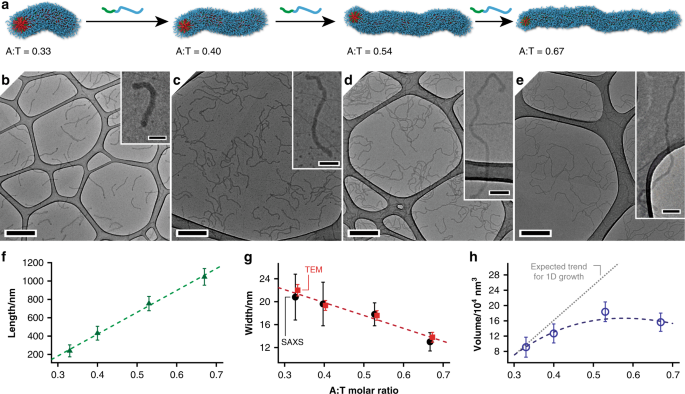 a
A:T = 0.33
A:T = 0.40
A:T = 0.54
A:T = 0.67
b
c
d
e
f
Length/nm
1200
1000
800
600
400
200
0.3
0.4
0.5
0.6
0.7
g
Width/nm
24
20
16
12
TEM
SAXS
0.3
0.4
0.5
0.6
0.7
A:T molar ratio
h
Volume/10⁴ nm³
28
24
20
16
12
8
Expected trend
for 1D growth
0.3
0.4
0.5
0.6
0.7